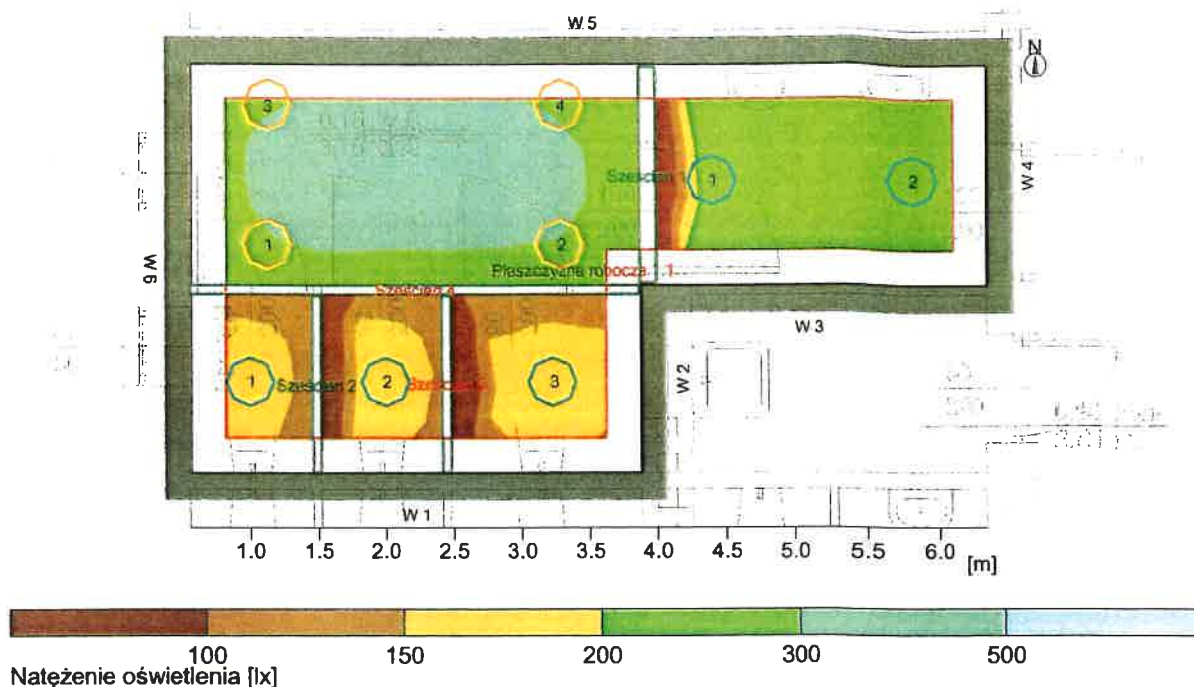 W 5
N
3
4
W 4
Sześcian 1
1
2
1
2
W 6
Płaszczyzna robocza 1
Sześcian 4
W 3
1
Sześcian 2
2
3
W 2
W 1
1.0 1.5 2.0 2.5 3.0 3.5 4.0 4.5 5.0 5.5 6.0
[m]
100 150 200 300 500
Natężenie oświetlenia [lx]